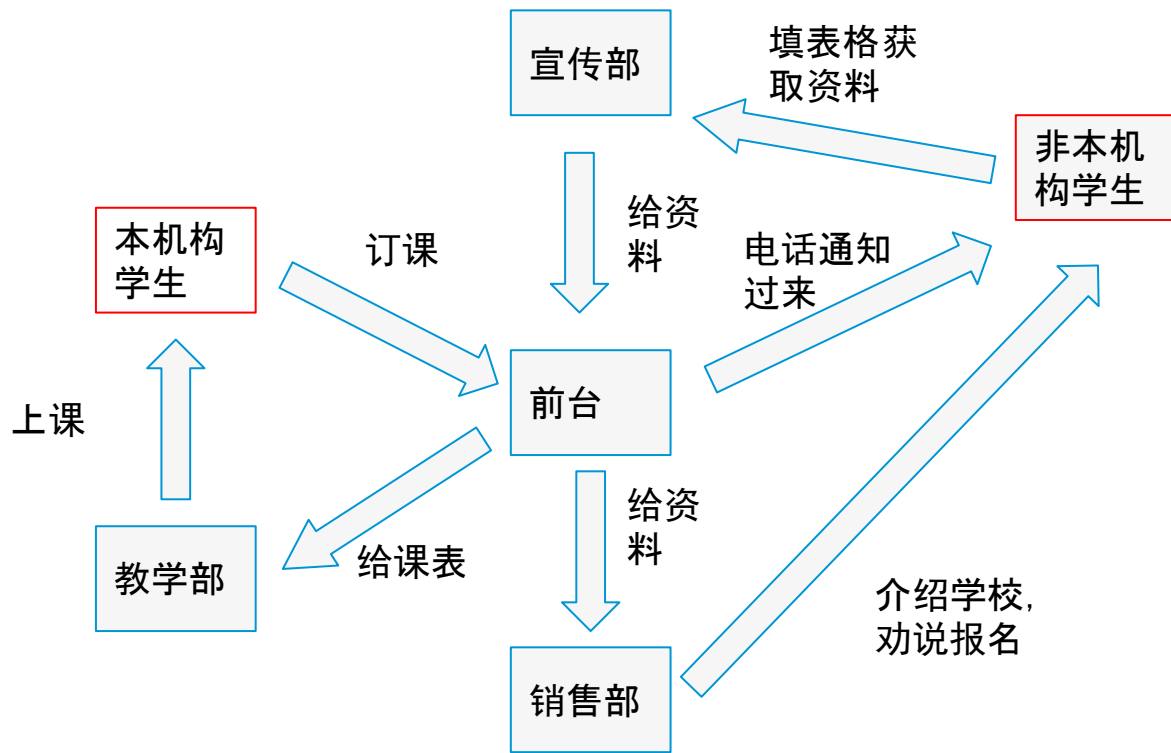 宣传部
填表格获
取资料
非本机
构学生
本机构
学生
订课
给资
料
电话通知
过来
前台
上课
给课表
给资
料
教学部
介绍学校,
劝说报名
销售部